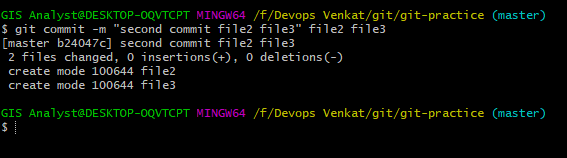 GIS Analyst@DESKTOP-OQVTCPT MINGW64 /f/Devops Venkat/git/git-practice (master)
$ git commit -m "second commit file2 file3" file2 file3
[master b24047c] second commit file2 file3
 2 files changed, 0 insertions(+), 0 deletions(-)
 create mode 100644 file2
 create mode 100644 file3
GIS Analyst@DESKTOP-OQVTCPT MINGW64 /f/Devops Venkat/git/git-practice (master)
$